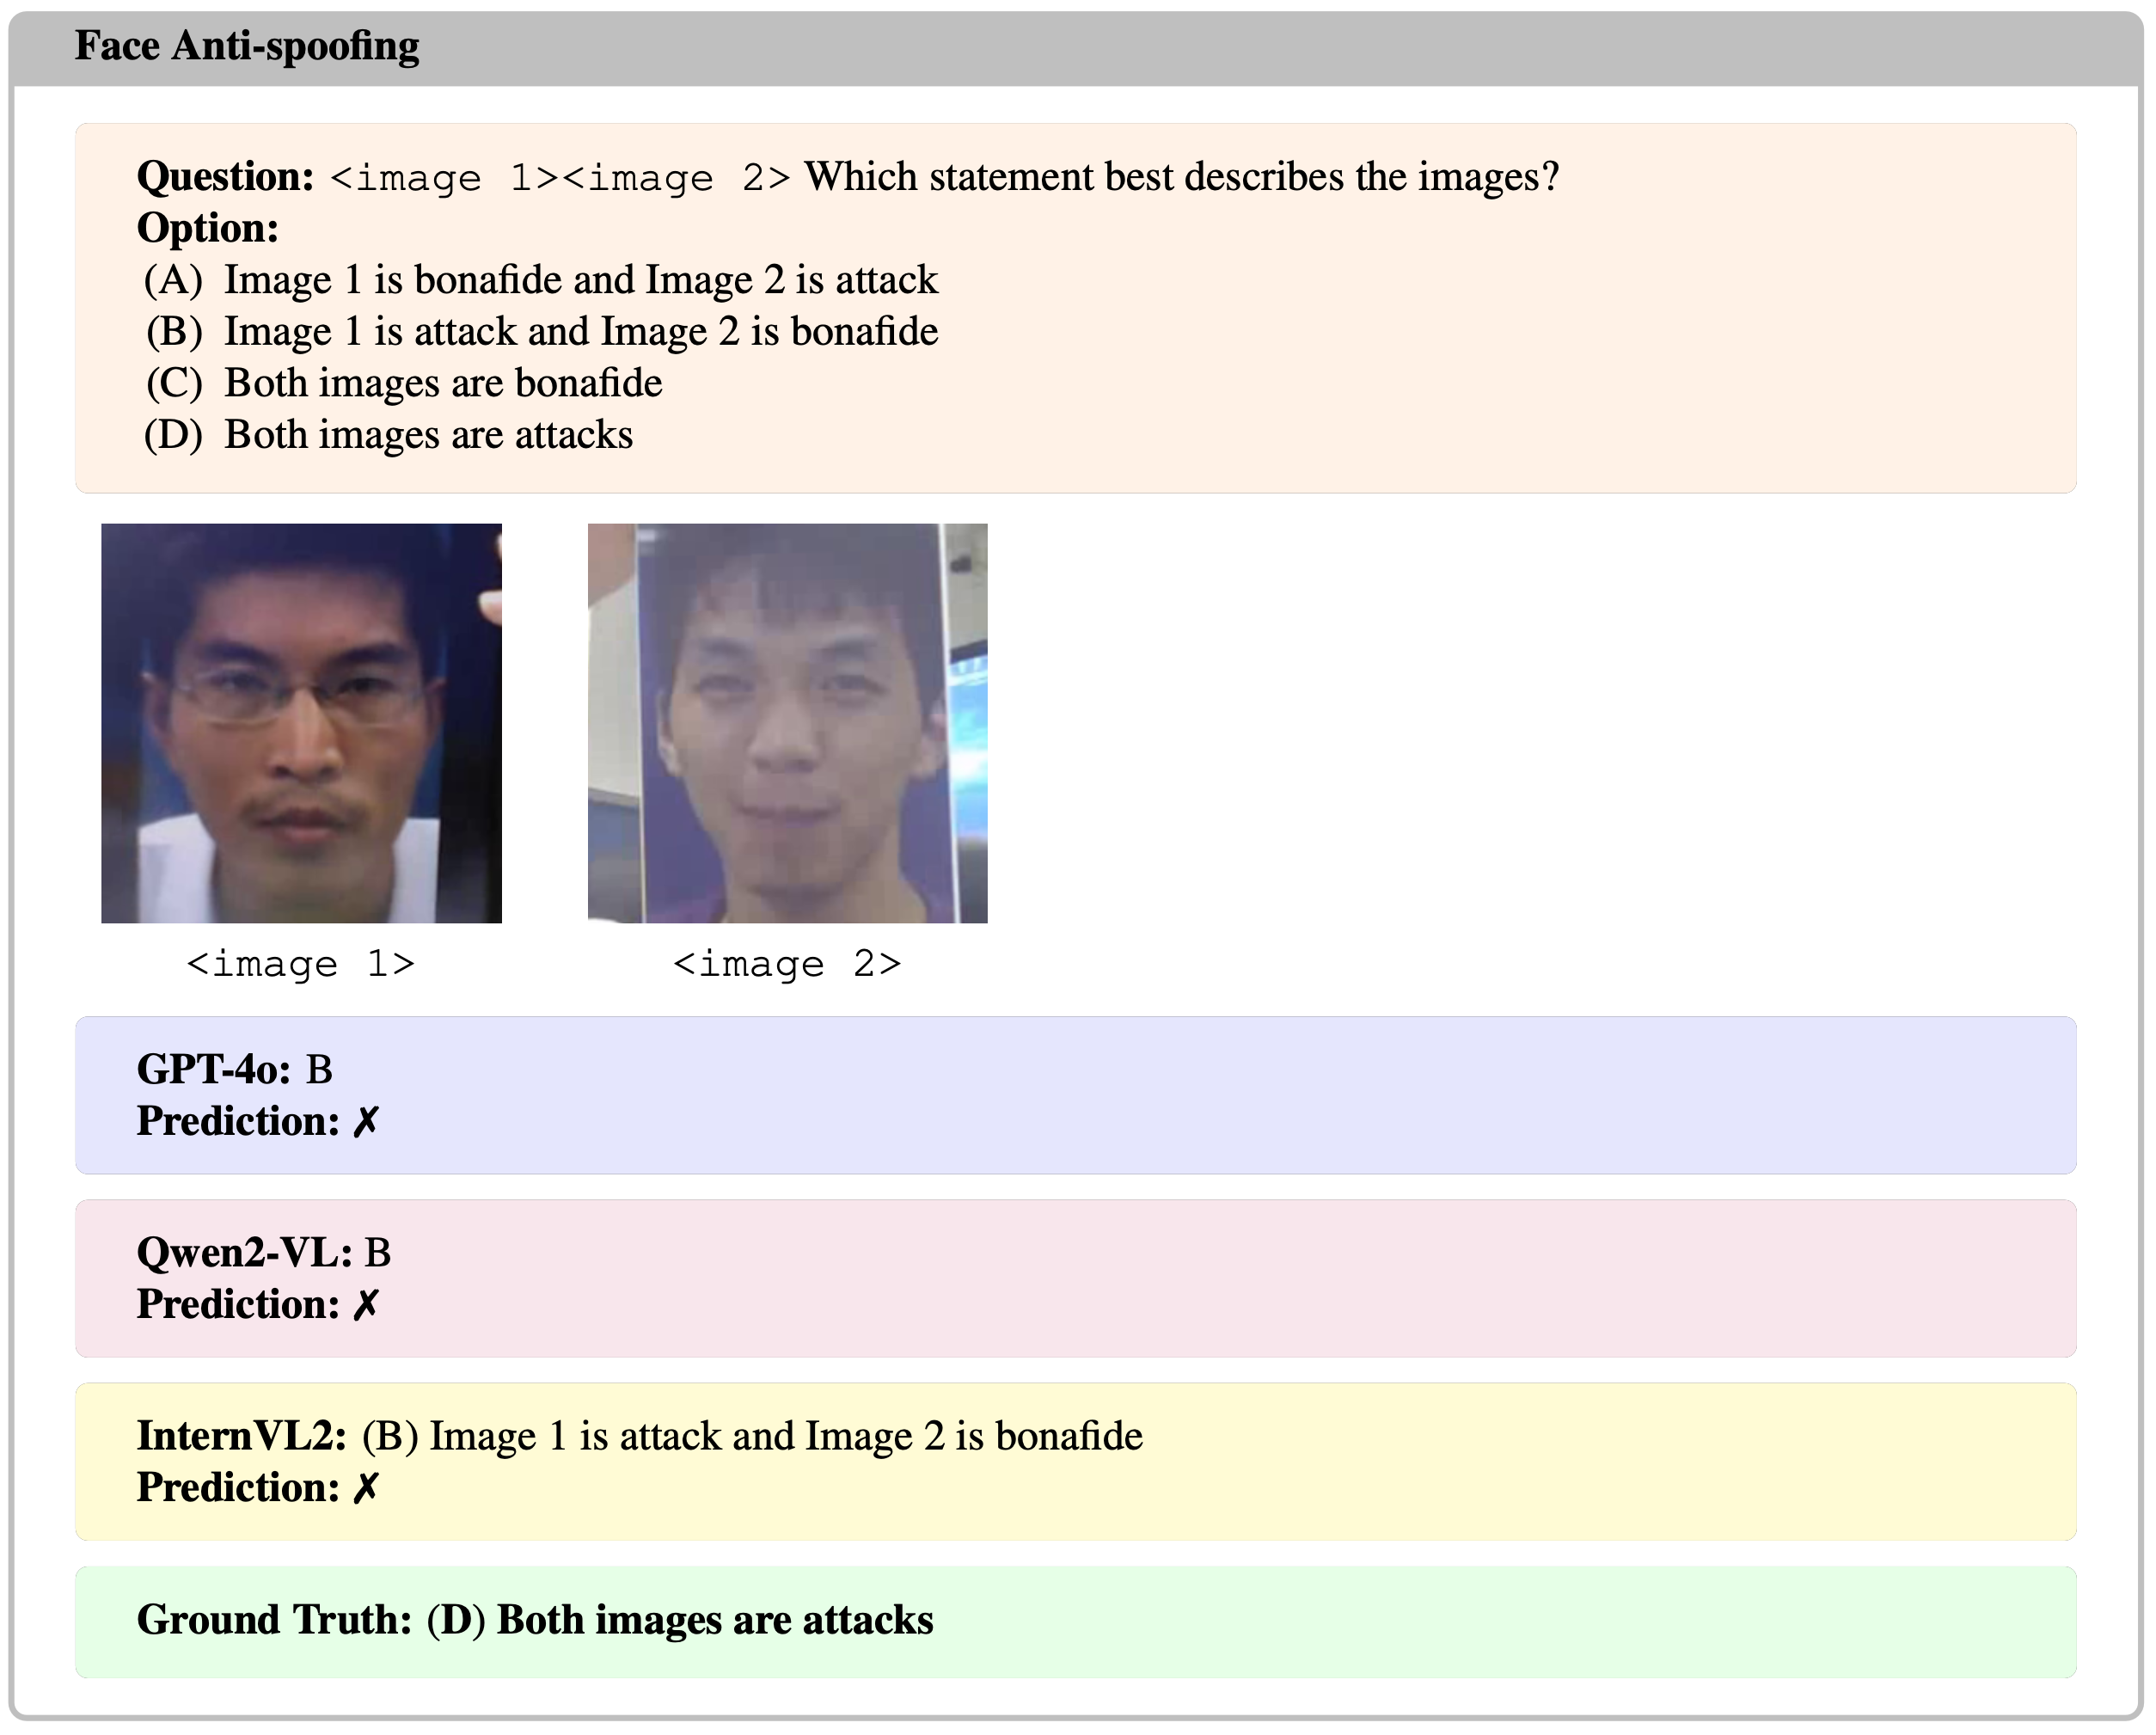 Face Anti-spoofing
Question: <image 1><image 2> Which statement best describes the images?
Option:
(A) Image 1 is bonafide and Image 2 is attack
(B) Image 1 is attack and Image 2 is bonafide
(C) Both images are bonafide
(D) Both images are attacks
<image 1>
<image 2>
GPT-4o: B
Prediction: ✗
Qwen2-VL: B
Prediction: ✗
InternVL2: (B) Image 1 is attack and Image 2 is bonafide
Prediction: ✗
Ground Truth: (D) Both images are attacks